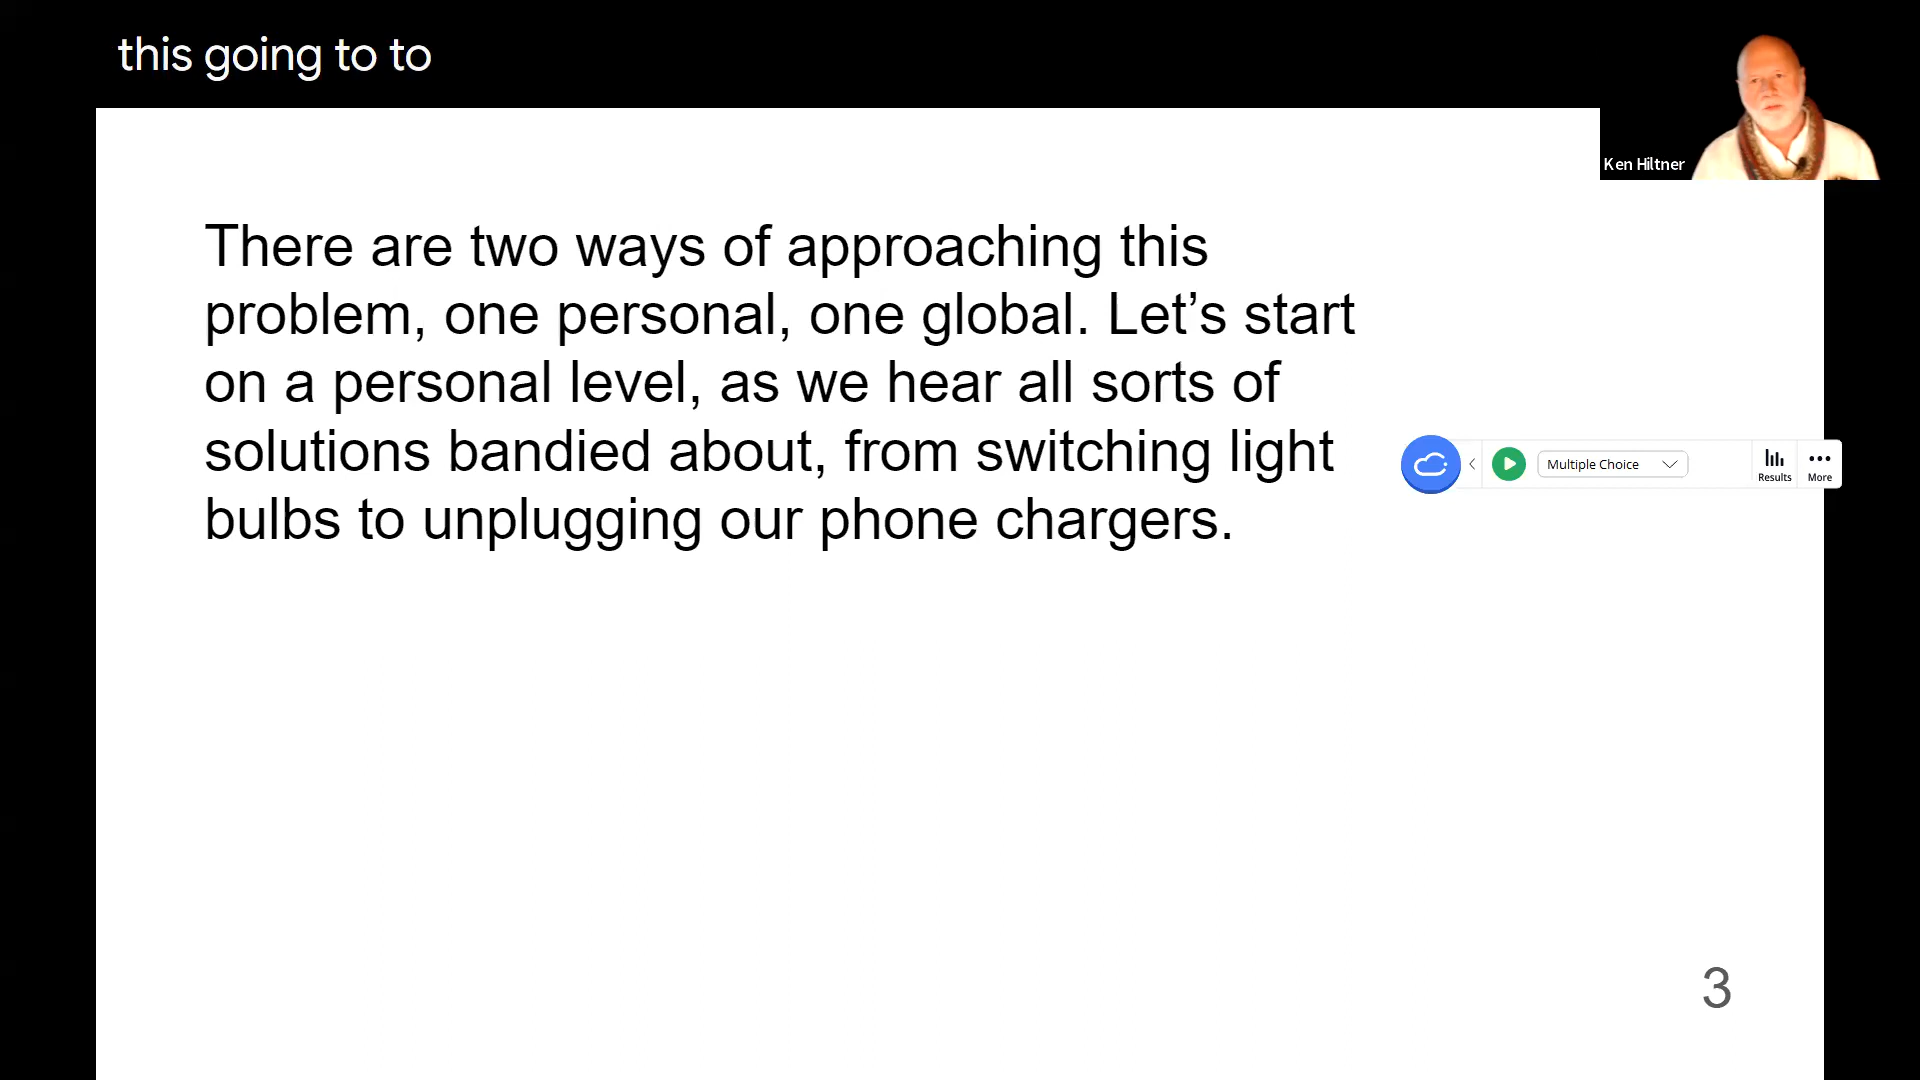 this going to to
Ken Hiltner
There are two ways of approaching this
problem, one personal, one global. Let’s start
on a personal level, as we hear all sorts of
solutions bandied about, from switching light
bulbs to unplugging our phone chargers.
Multiple Choice
Results
More
3